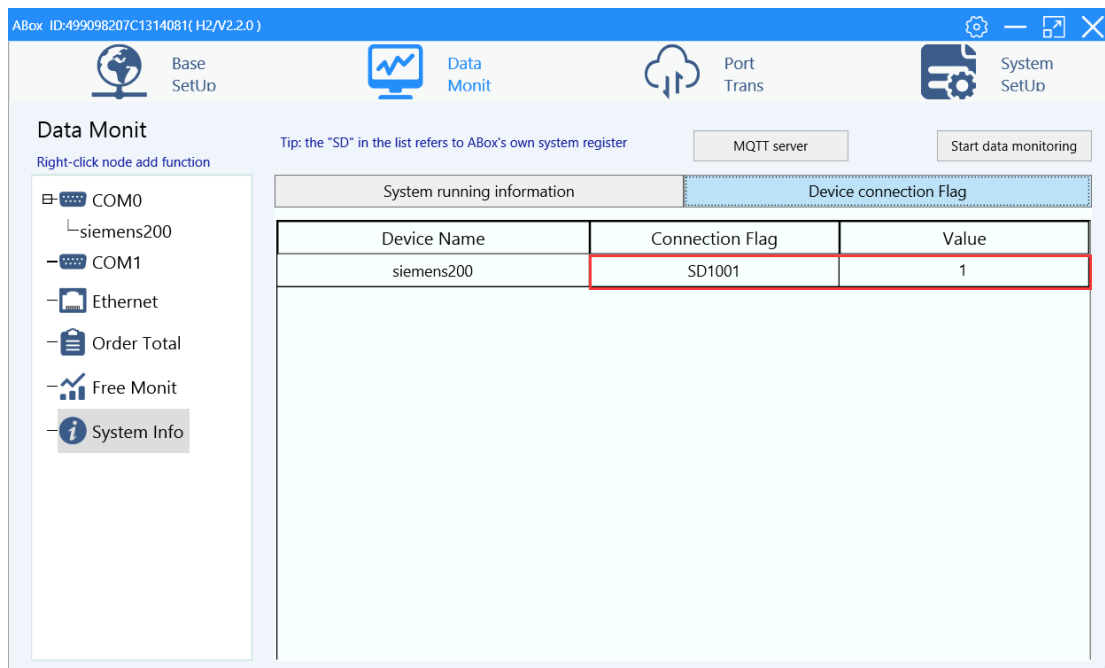 ABox ID:499098207C1314081( H2/V2.2.0 )
Base
SetUp
Data
Monit
Port
Trans
System
SetUp
Data Monit
Right-click node add function
Tip: the "SD" in the list refers to ABox's own system register
MQTT server
Start data monitoring
COM0
siemens200
COM1
Ethernet
Order Total
Free Monit
System Info
System running information
Device connection Flag
Device Name
Connection Flag
Value
siemens200
SD1001
1